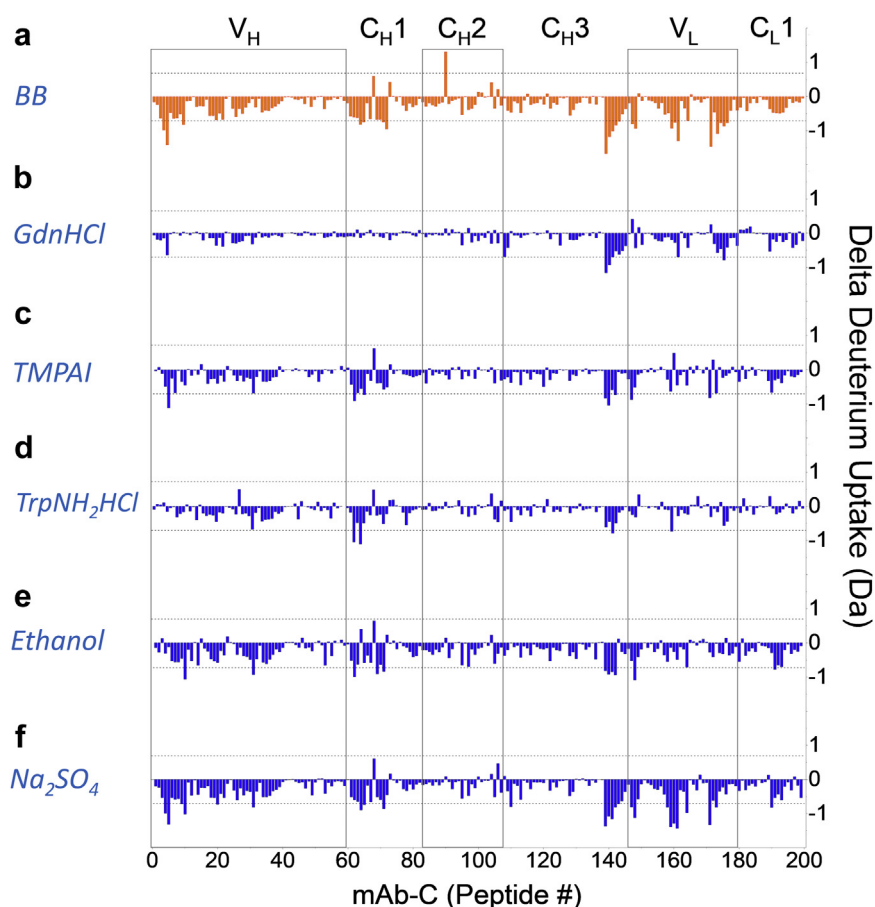 V_H C_H1 C_H2 C_H3 V_L C_L1
a
BB
1
0
-1
b
GdnHCl
1
0
-1
c
TMPAI
1
0
-1
d
TrpNH₂HCl
1
0
-1
e
Ethanol
1
0
-1
f
Na₂SO₄
1
0
-1
Delta Deuterium Uptake (Da)
0 20 40 60 80 100 120 140 160 180 200
mAb-C (Peptide #)